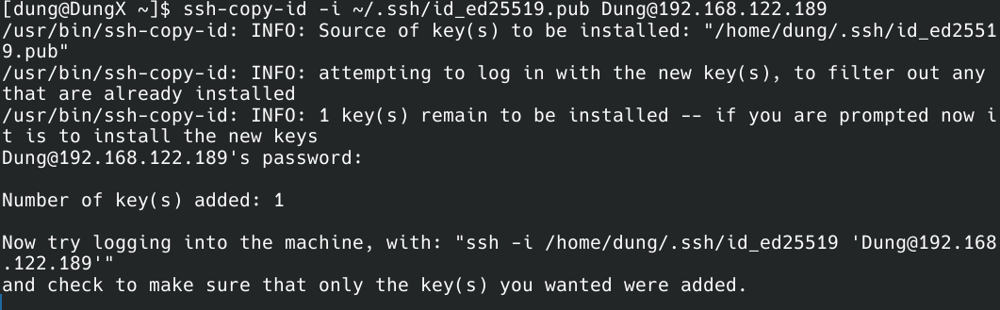 [dung@DungX ~]$ ssh-copy-id -i ~/.ssh/id_ed25519.pub Dung@192.168.122.189
/usr/bin/ssh-copy-id: INFO: Source of key(s) to be installed: "/home/dung/.ssh/id_ed2551
9.pub"
/usr/bin/ssh-copy-id: INFO: attempting to log in with the new key(s), to filter out any
that are already installed
/usr/bin/ssh-copy-id: INFO: 1 key(s) remain to be installed -- if you are prompted now i
t is to install the new keys
Dung@192.168.122.189's password:

Number of key(s) added: 1

Now try logging into the machine, with: "ssh -i /home/dung/.ssh/id_ed25519 'Dung@192.168
.122.189'"
and check to make sure that only the key(s) you wanted were added.